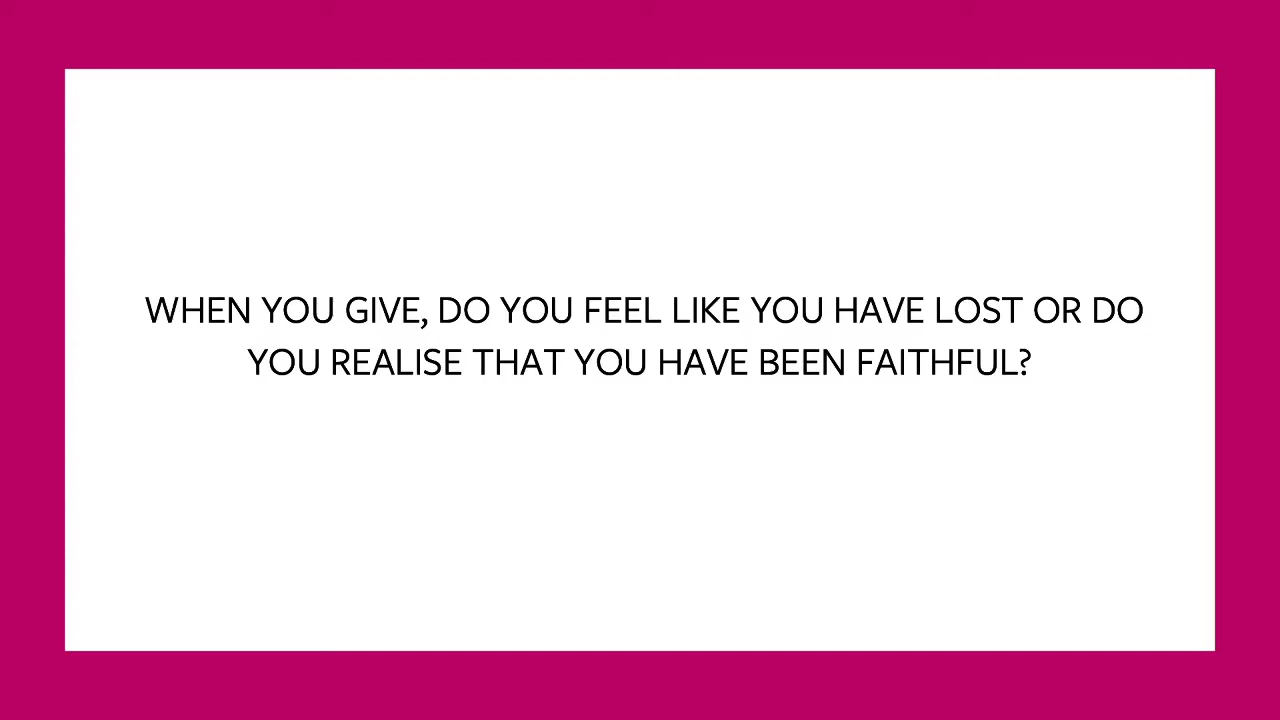 WHEN YOU GIVE, DO YOU FEEL LIKE YOU HAVE LOST OR DO
YOU REALISE THAT YOU HAVE BEEN FAITHFUL?